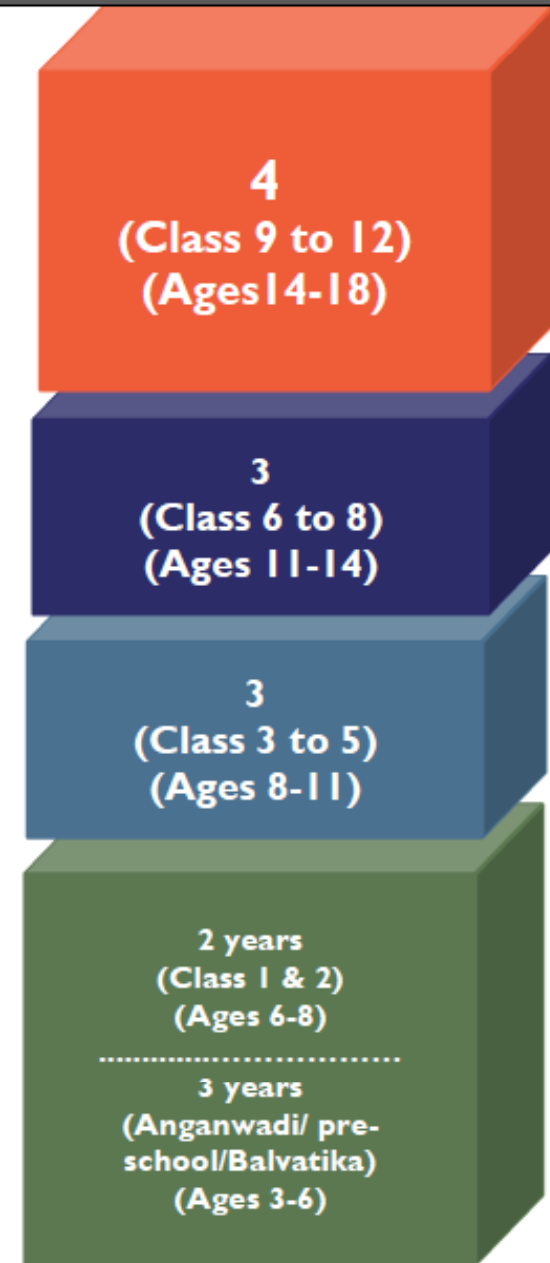 4
(Class 9 to 12)
(Ages14-18)
3
(Class 6 to 8)
(Ages 11-14)
3
(Class 3 to 5)
(Ages 8-11)
2 years
(Class 1 & 2)
(Ages 6-8)
.................................
3 years
(Anganwadi/ pre-
school/Balvatika)
(Ages 3-6)